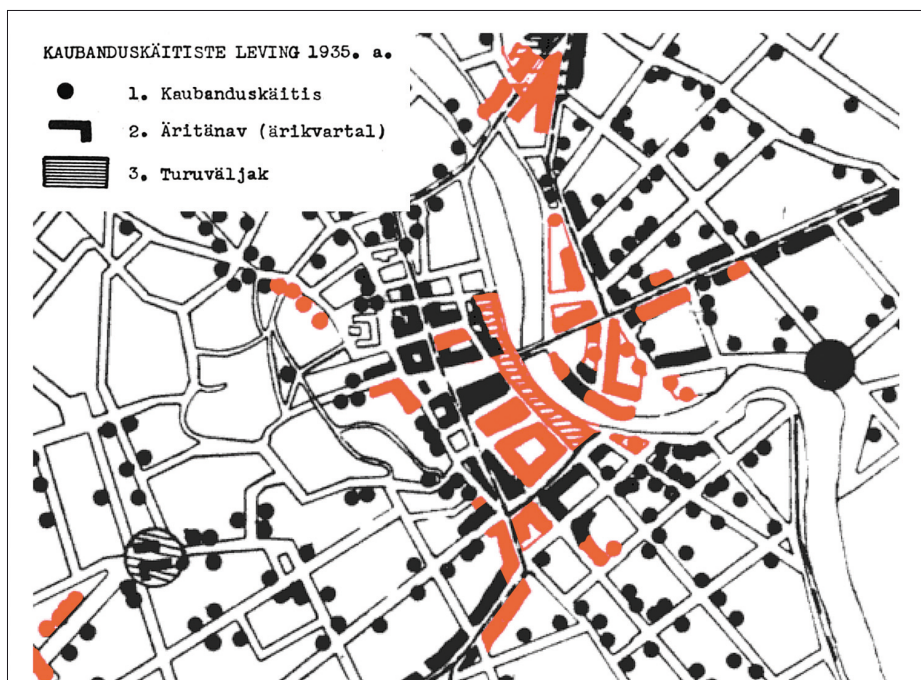 KAUBANDUSKÄITISTE LEVING 1935. a.
1. Kaubanduskäitis
2. Äritänav (ärikvartal)
3. Turuväljak